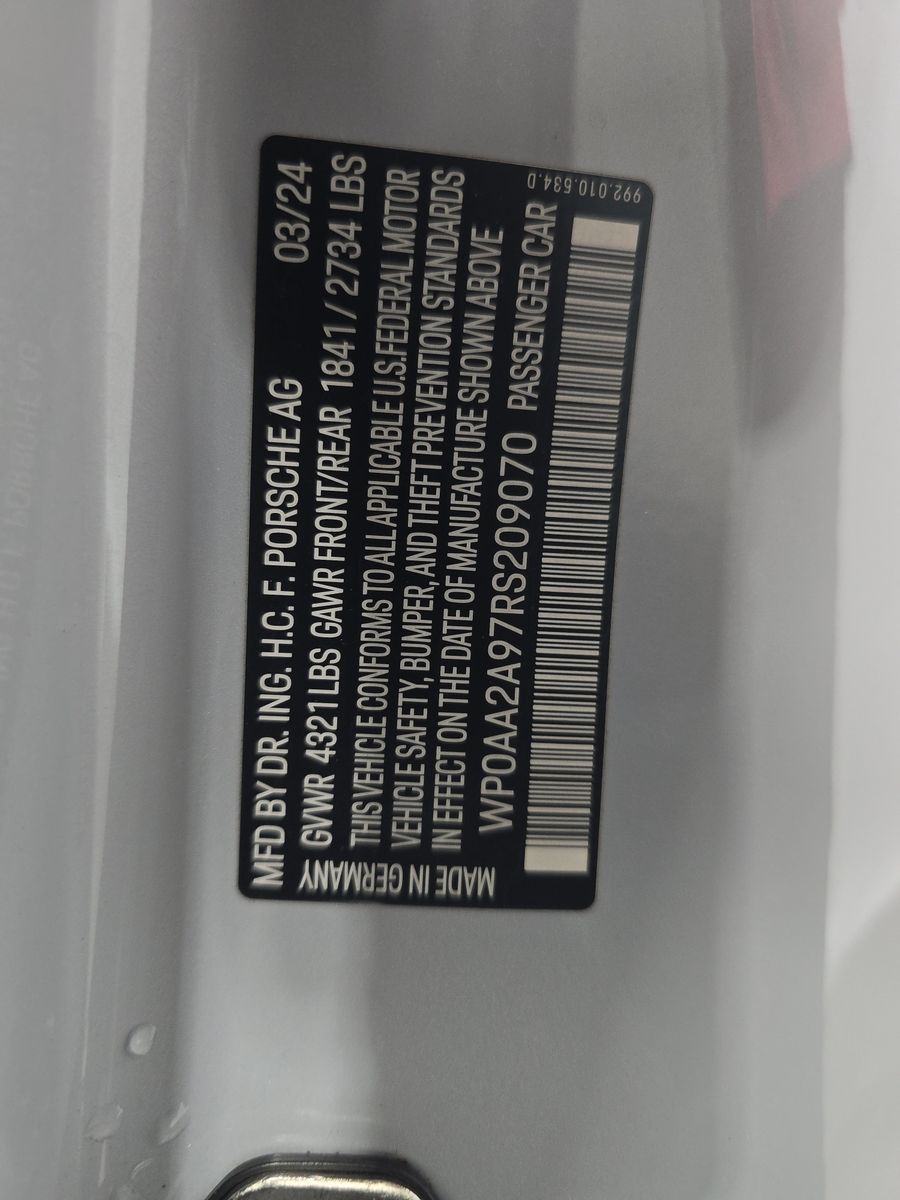 MFD BY DR. ING. H.C. F. PORSCHE AG 03/24
GVWR 4321 LBS GAWR FRONT/REAR 1841 / 2734 LBS
THIS VEHICLE CONFORMS TO ALL APPLICABLE U.S. FEDERAL MOTOR
VEHICLE SAFETY, BUMPER, AND THEFT PREVENTION STANDARDS
IN EFFECT ON THE DATE OF MANUFACTURE SHOWN ABOVE
WP0AA2A97RS209070 PASSENGER CAR
MADE IN GERMANY
992.010.534.D